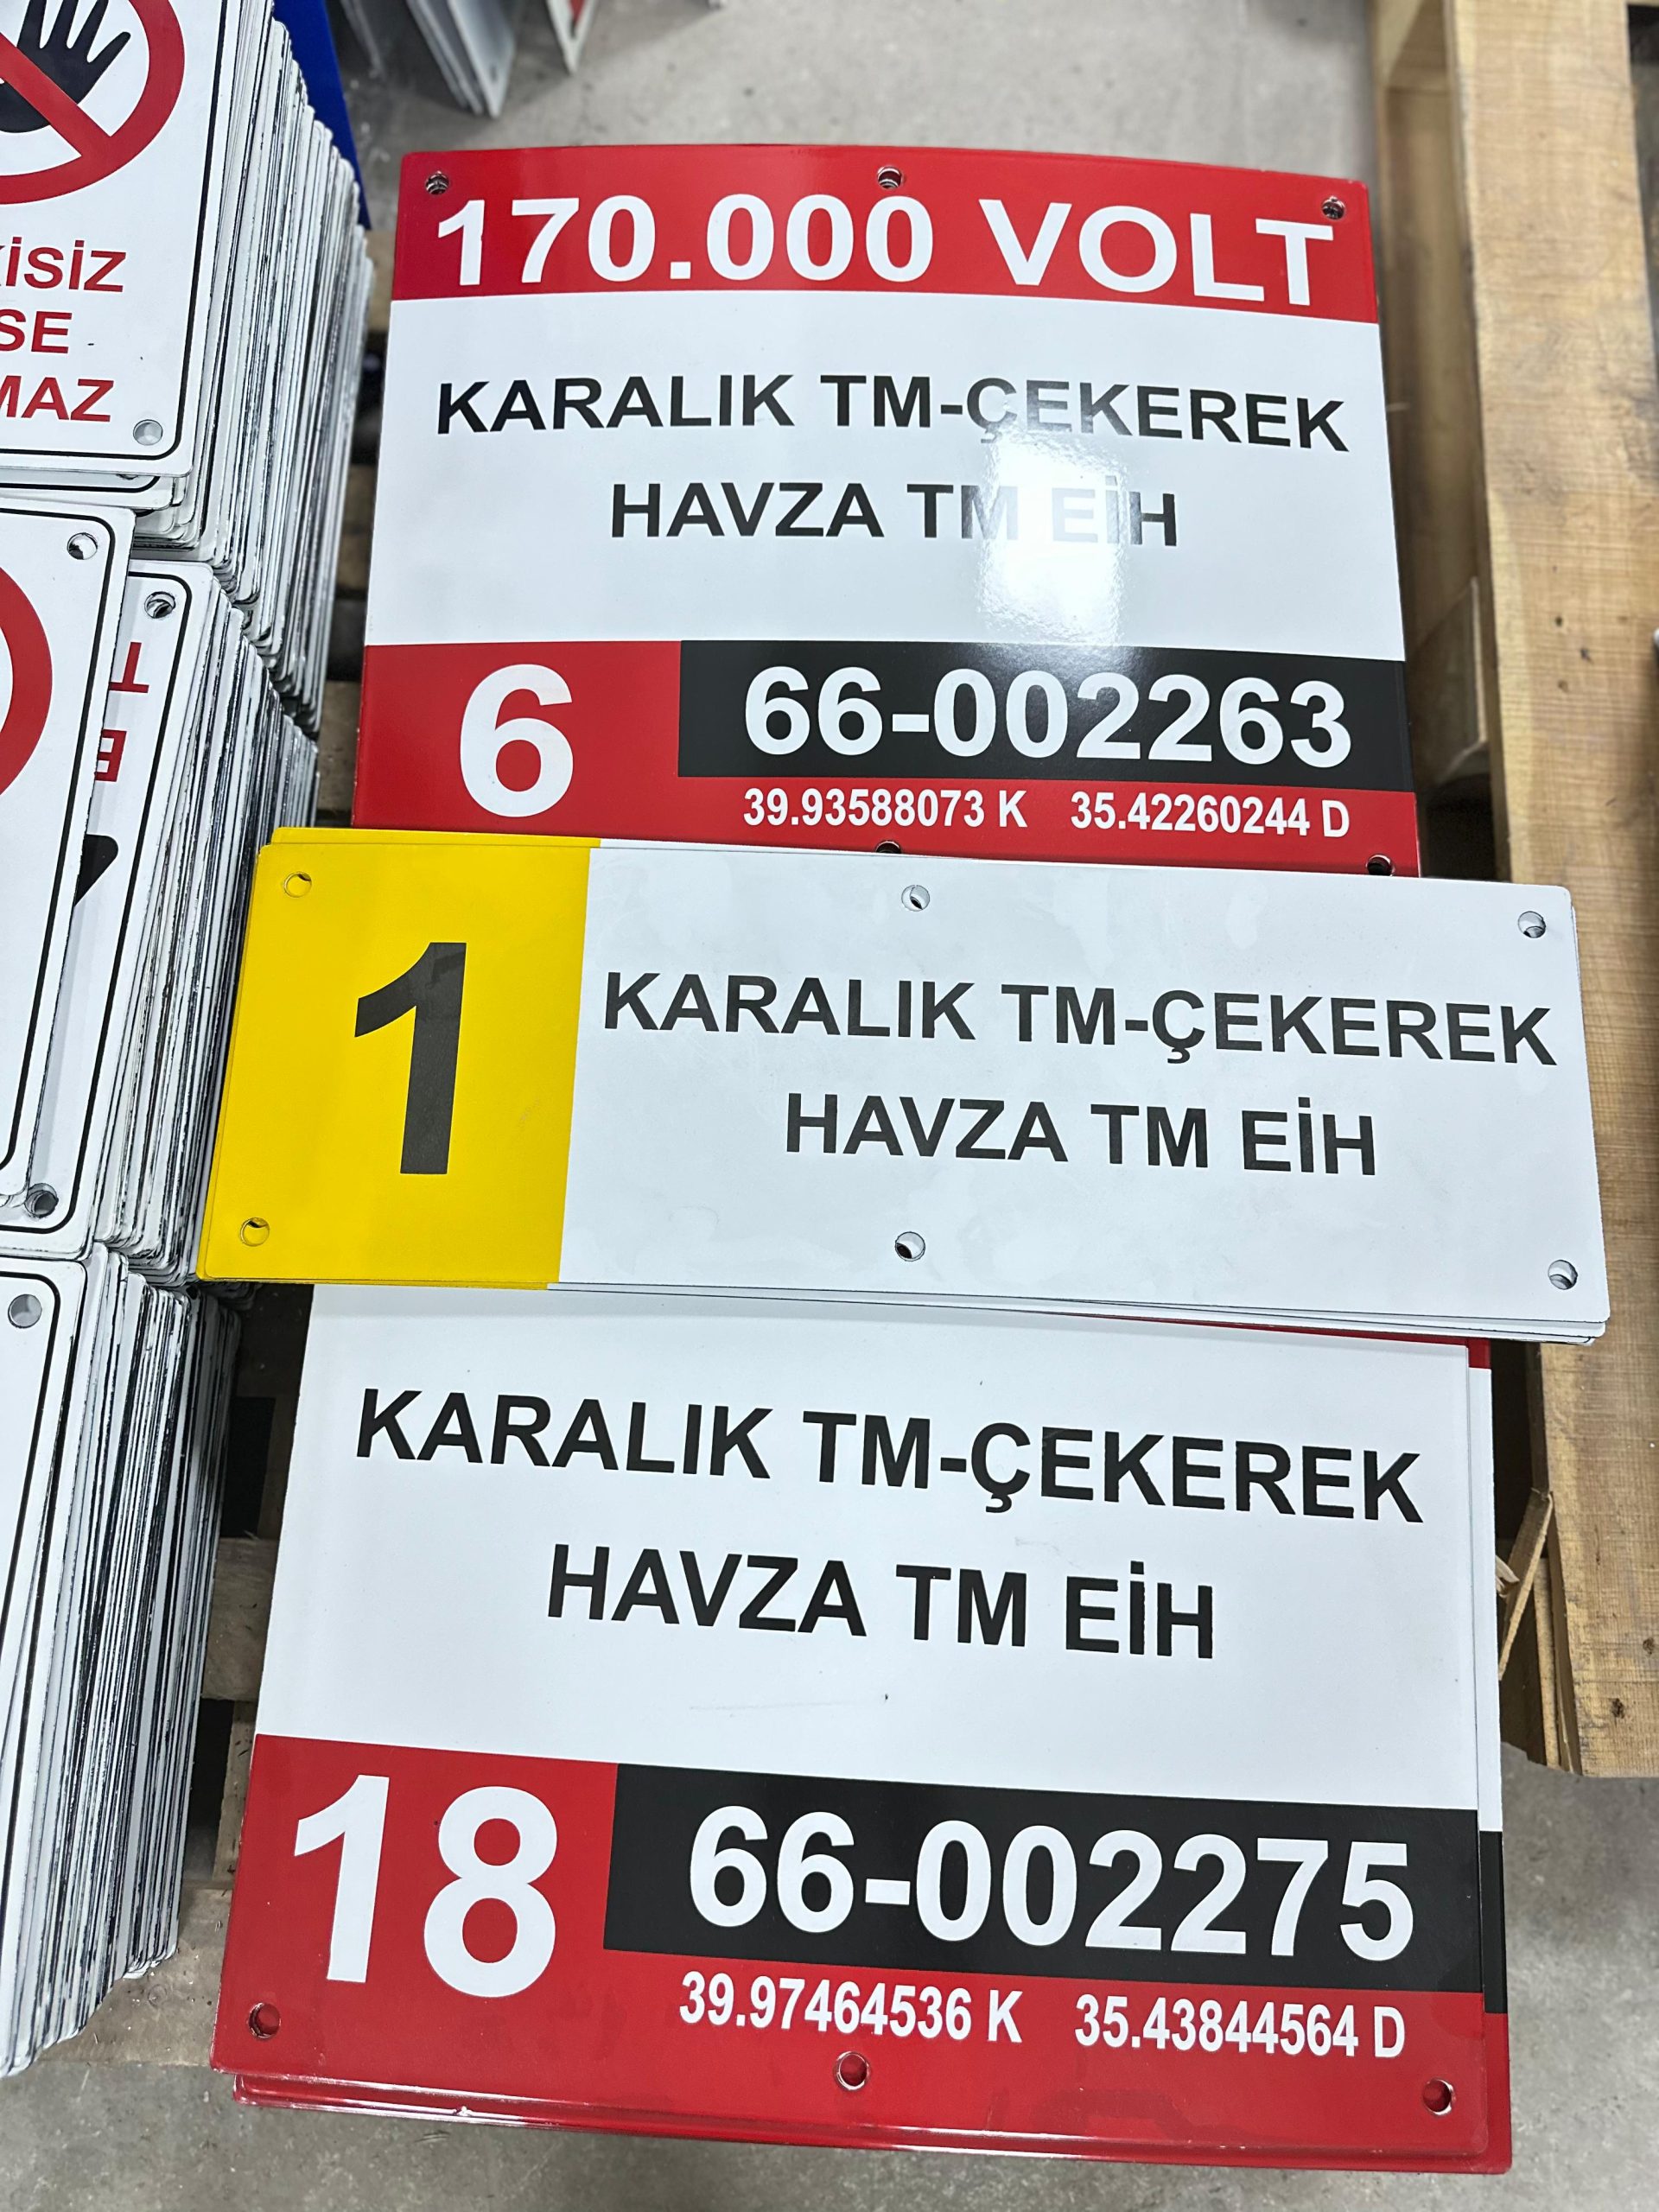 170.000 VOLT
KARALIK TM-ÇEKEREK
HAVZA TM EİH
6
66-002263
39.93588073 K 35.42260244 D
1
KARALIK TM-ÇEKEREK
HAVZA TM EİH
KARALIK TM-ÇEKEREK
HAVZA TM EİH
18
66-002275
39.97464536 K 35.43844564 D